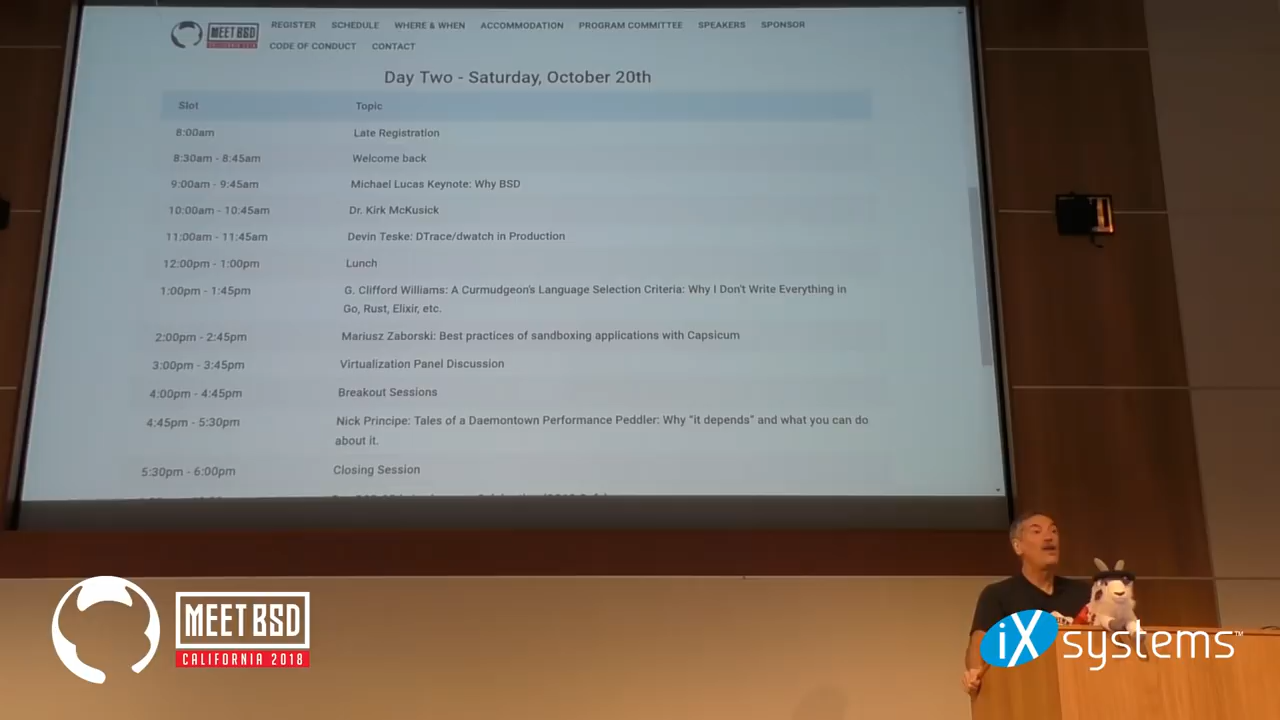 MEET BSD
CALIFORNIA 2018
REGISTER SCHEDULE WHERE & WHEN ACCOMMODATION PROGRAM COMMITTEE SPEAKERS SPONSOR
CODE OF CONDUCT CONTACT
Day Two - Saturday, October 20th
Slot Topic
8:00am Late Registration
8:30am - 8:45am Welcome back
9:00am - 9:45am Michael Lucas Keynote: Why BSD
10:00am - 10:45am Dr. Kirk McKusick
11:00am - 11:45am Devin Teske: DTrace/dwatch in Production
12:00pm - 1:00pm Lunch
1:00pm - 1:45pm G. Clifford Williams: A Curmudgeon's Language Selection Criteria: Why I Don't Write Everything in
Go, Rust, Elixir, etc.
2:00pm - 2:45pm Mariusz Zaborski: Best practices of sandboxing applications with Capsicum
3:00pm - 3:45pm Virtualization Panel Discussion
4:00pm - 4:45pm Breakout Sessions
4:45pm - 5:30pm Nick Principe: Tales of a Daemontown Performance Peddler: Why "it depends" and what you can do
about it.
5:30pm - 6:00pm Closing Session
MEET BSD
CALIFORNIA 2018
iXsystems™